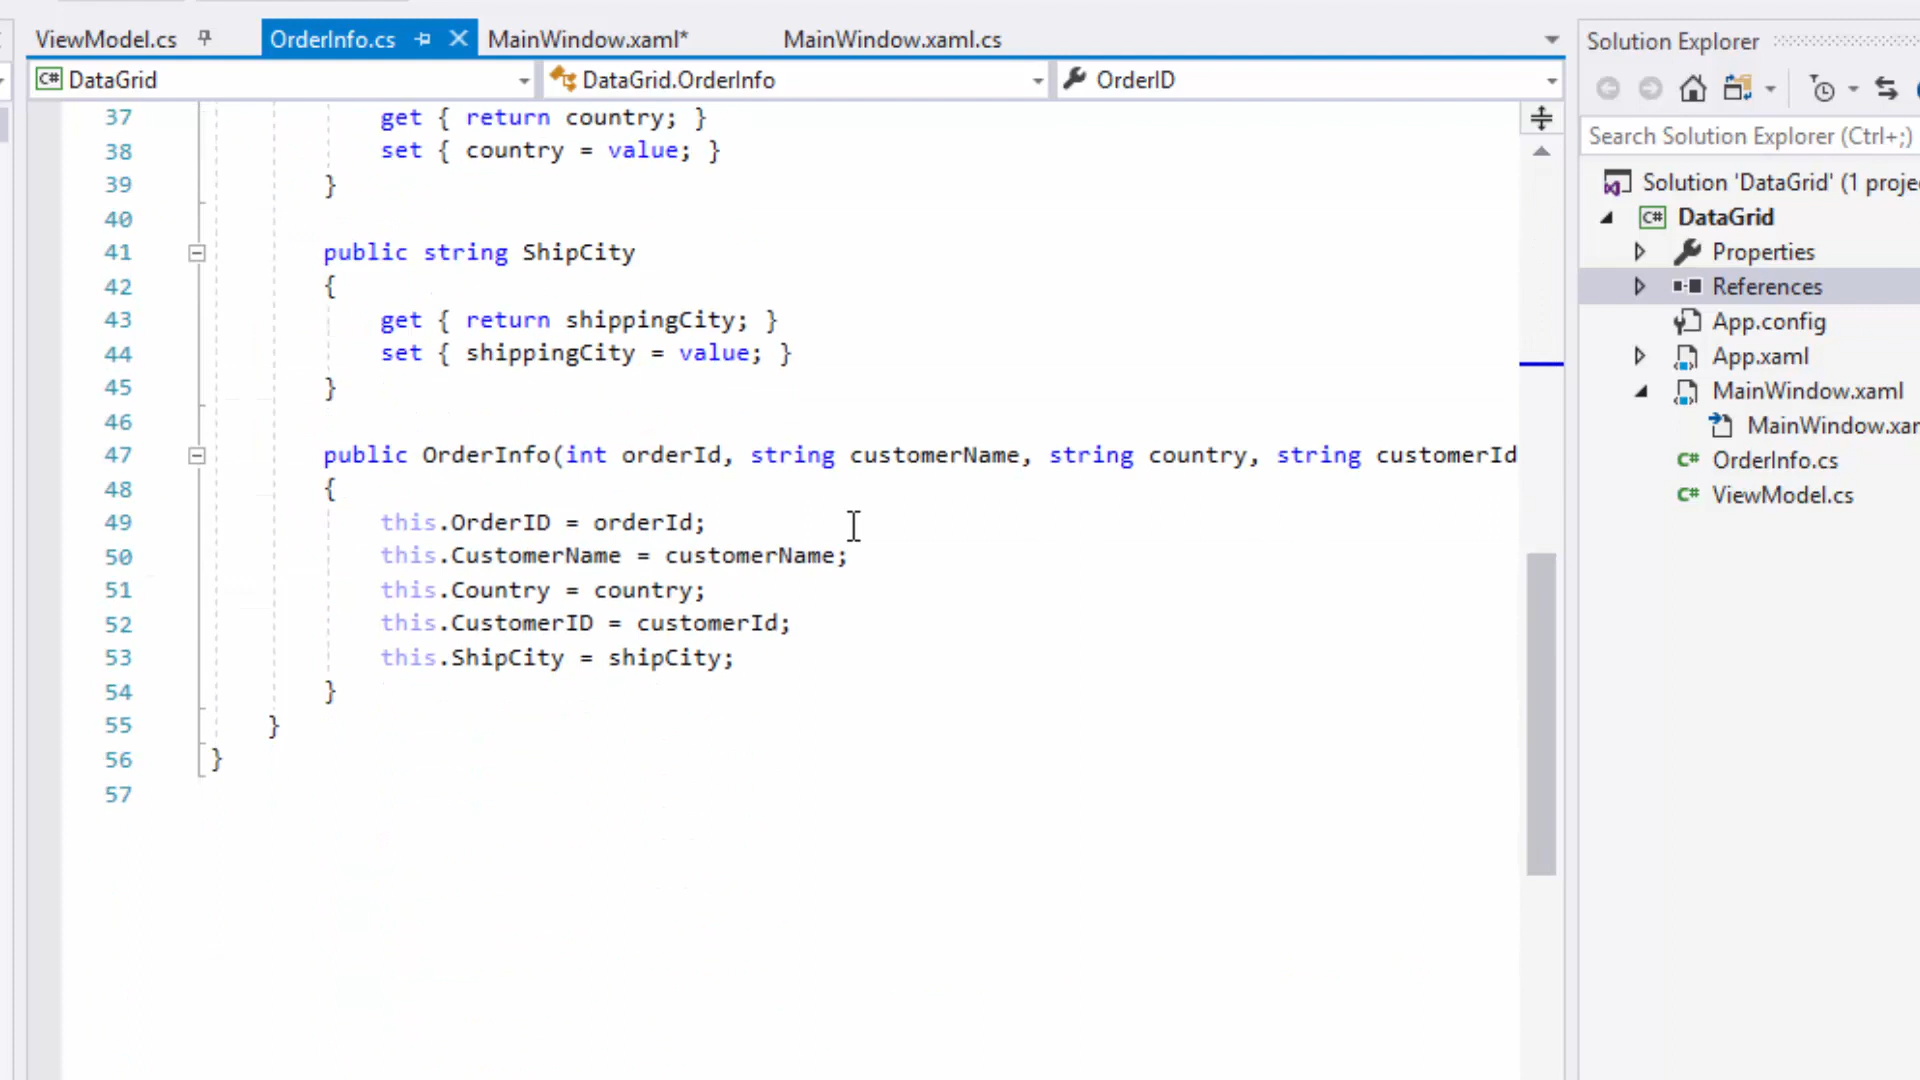 ViewModel.cs
OrderInfo.cs
MainWindow.xaml*
MainWindow.xaml.cs
C# DataGrid
DataGrid.OrderInfo
OrderID
37 get { return country; }
38 set { country = value; }
39 }
40
41 public string ShipCity
42 {
43 get { return shippingCity; }
44 set { shippingCity = value; }
45 }
46
47 public OrderInfo(int orderId, string customerName, string country, string customerId
48 {
49 this.OrderID = orderId;
50 this.CustomerName = customerName;
51 this.Country = country;
52 this.CustomerID = customerId;
53 this.ShipCity = shipCity;
54 }
55 }
56 }
57
Solution Explorer
Search Solution Explorer (Ctrl+;)
Solution 'DataGrid' (1 proje
C# DataGrid
Properties
References
App.config
App.xaml
MainWindow.xaml
MainWindow.xar
C# OrderInfo.cs
C# ViewModel.cs